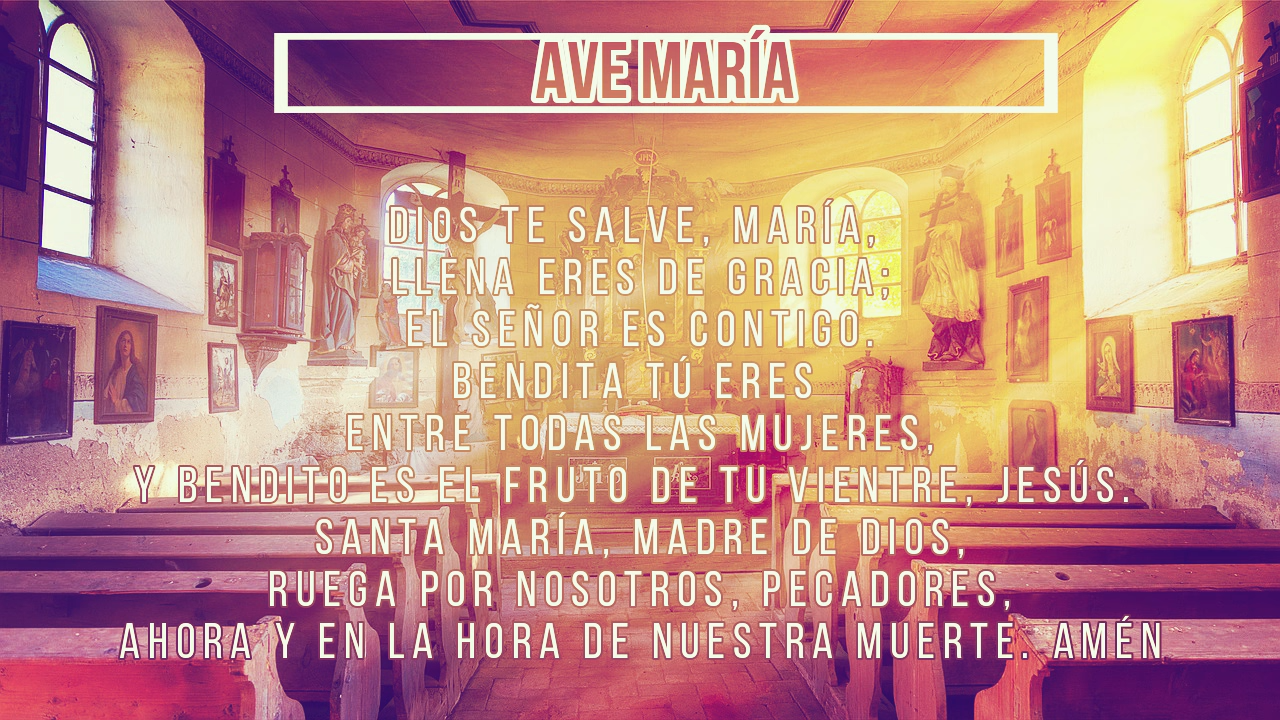 AVE MARÍA
DIOS TE SALVE, MARÍA,
LLENA ERES DE GRACIA;
EL SEÑOR ES CONTIGO.
BENDITA TÚ ERES
ENTRE TODAS LAS MUJERES,
Y BENDITO ES EL FRUTO DE TU VIENTRE, JESÚS.
SANTA MARÍA, MADRE DE DIOS,
RUEGA POR NOSOTROS, PECADORES,
AHORA Y EN LA HORA DE NUESTRA MUERTE. AMÉN